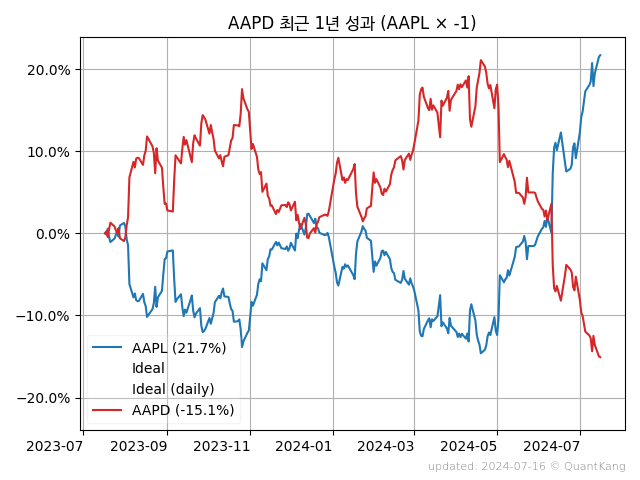 AAPD 최근 1년 성과 (AAPL × -1)
20.0%
10.0%
0.0%
−10.0%
−20.0%
AAPL (21.7%)
Ideal
Ideal (daily)
AAPD (-15.1%)
2023-07 2023-09 2023-11 2024-01 2024-03 2024-05 2024-07
updated: 2024-07-16 © QuantKang